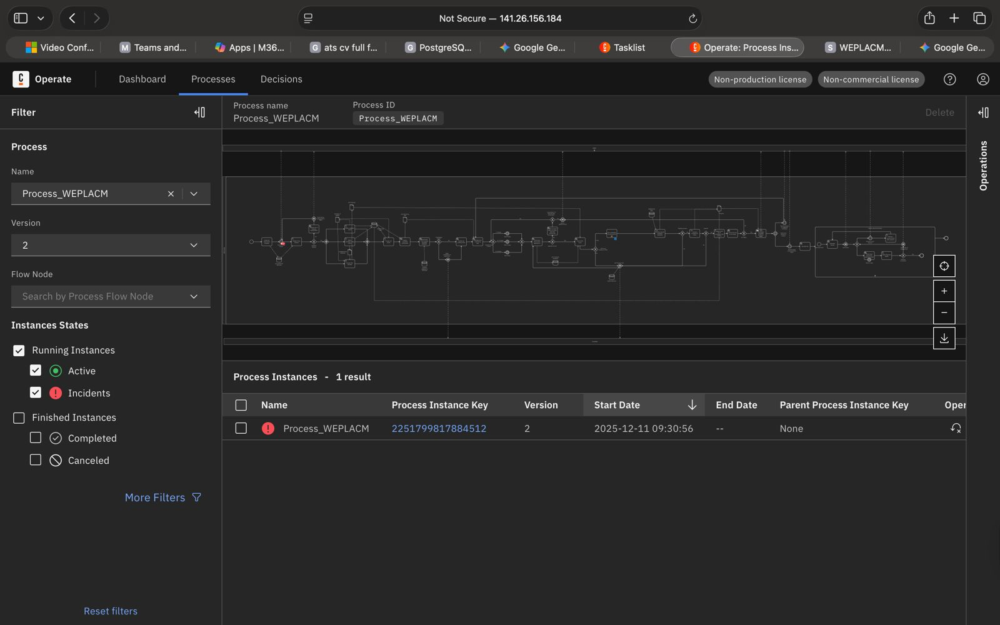 Not Secure — 141.26.156.184
Video Conf...
M Teams and...
Apps | M36...
G ats cv full f...
G PostgreSQ...
Google Ge...
Tasklist
Operate: Process Ins...
S WEPLACM...
Google Ge...
Operate
Dashboard
Processes
Decisions
Non-production license
Non-commercial license
Filter
Process name
Process_WEPLACM
Process ID
Process_WEPLACM
Delete
Operations
Process
Name
Process_WEPLACM
Version
2
Flow Node
Search by Process Flow Node
Instances States
Running Instances
Active
Incidents
Finished Instances
Completed
Canceled
More Filters
Reset filters
Process Instances - 1 result
Name Process Instance Key Version Start Date End Date Parent Process Instance Key Oper
Process_WEPLACM 2251799817884512 2 2025-12-11 09:30:56 -- None